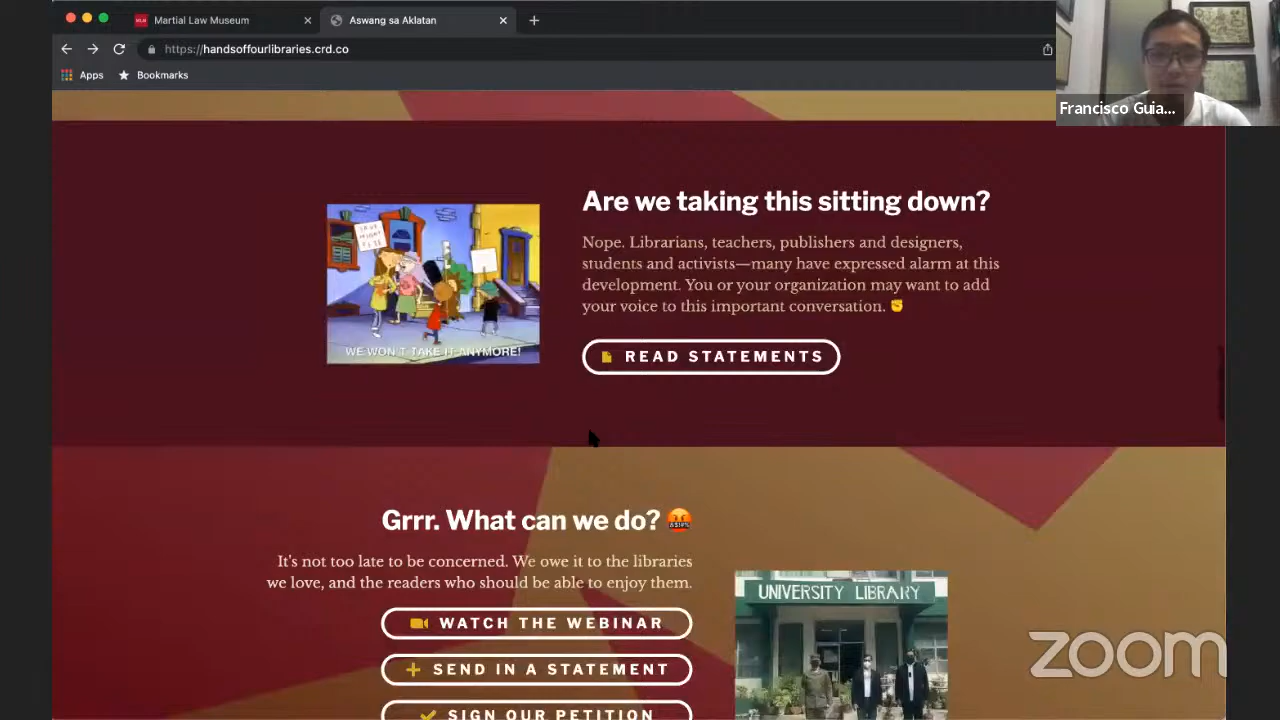 Martial Law Museum
Aswang sa Aklatan
https://handsoffourlibraries.crd.co
Apps
Bookmarks
Francisco Guia...
Are we taking this sitting down?
Nope. Librarians, teachers, publishers and designers,
students and activists—many have expressed alarm at this
development. You or your organization may want to add
your voice to this important conversation. ✊
READ STATEMENTS
WE WON'T TAKE IT ANYMORE!
Grrr. What can we do? 🤬
It's not too late to be concerned. We owe it to the libraries
we love, and the readers who should be able to enjoy them.
WATCH THE WEBINAR
SEND IN A STATEMENT
SIGN OUR PETITION
UNIVERSITY LIBRARY
zoom